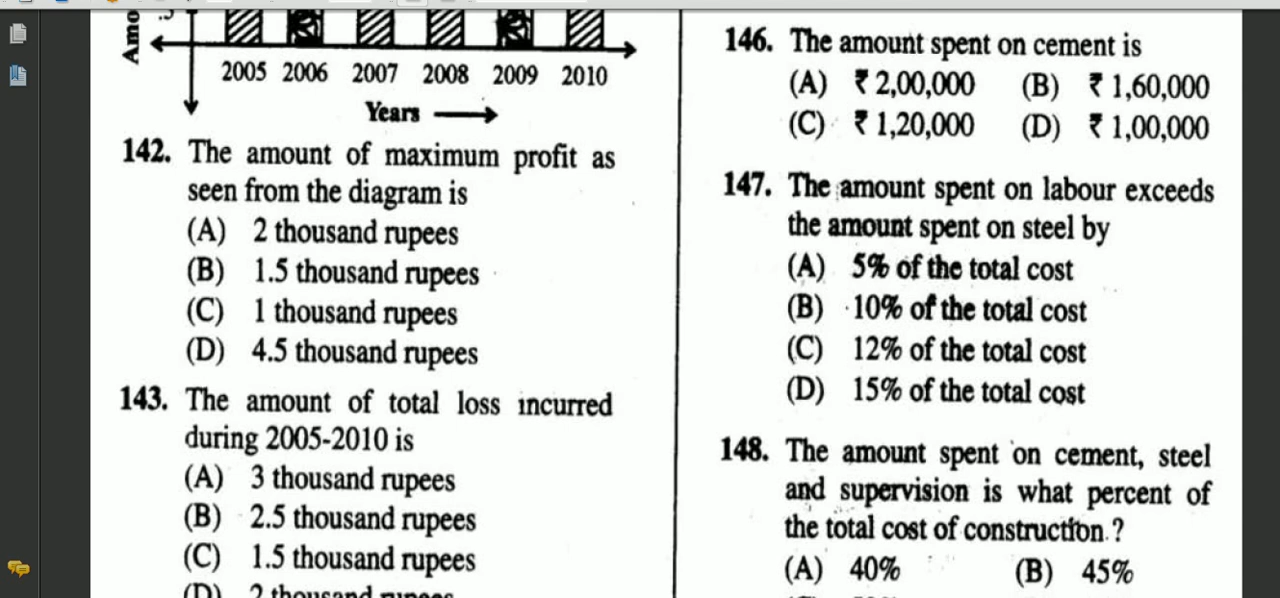 Amo
2005 2006 2007 2008 2009 2010
Years
142. The amount of maximum profit as
seen from the diagram is
(A) 2 thousand rupees
(B) 1.5 thousand rupees
(C) 1 thousand rupees
(D) 4.5 thousand rupees
143. The amount of total loss incurred
during 2005-2010 is
(A) 3 thousand rupees
(B) 2.5 thousand rupees
(C) 1.5 thousand rupees
(D) 2 thousand rupees
146. The amount spent on cement is
(A) ₹ 2,00,000 (B) ₹ 1,60,000
(C) ₹ 1,20,000 (D) ₹ 1,00,000
147. The amount spent on labour exceeds
the amount spent on steel by
(A) 5% of the total cost
(B) 10% of the total cost
(C) 12% of the total cost
(D) 15% of the total cost
148. The amount spent on cement, steel
and supervision is what percent of
the total cost of construction ?
(A) 40% (B) 45%